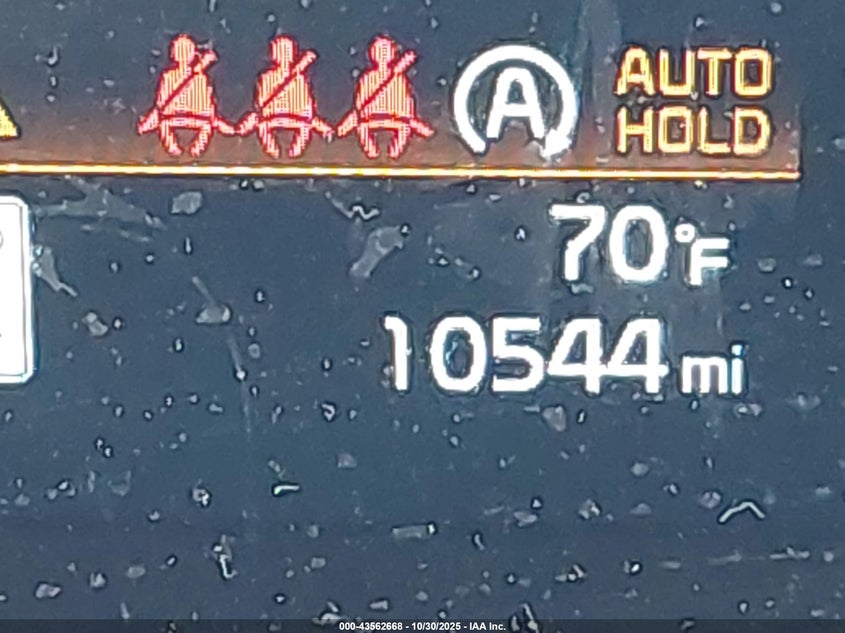 A AUTO
HOLD
70°F
10544 mi
000-43562668 - 10/30/2025 - IAA Inc.